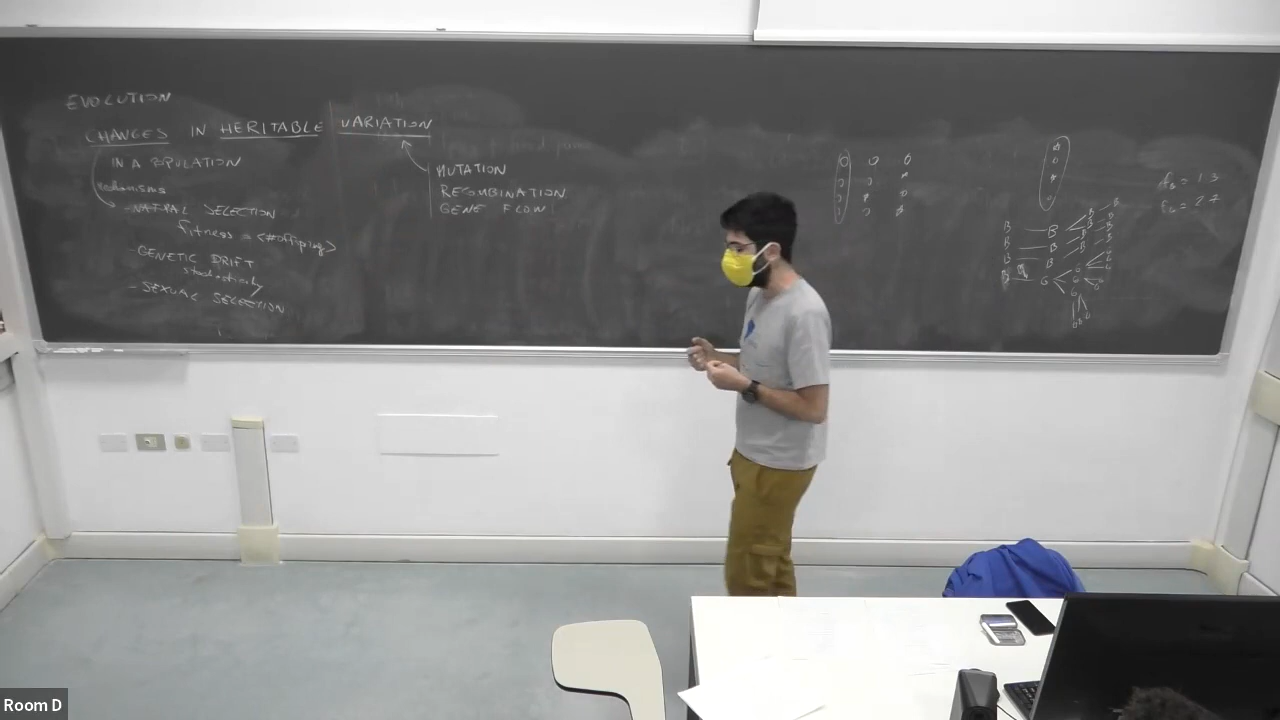 EVOLUTION
CHANGES IN HERITABLE VARIATION
IN A POPULATION
Mechanisms
- NATURAL SELECTION
fitness = <#offspring>
- GENETIC DRIFT
stochasticity
- SEXUAL SELECTION
MUTATION
RECOMBINATION
GENE FLOW
B
B
B
B
B
B
Room D